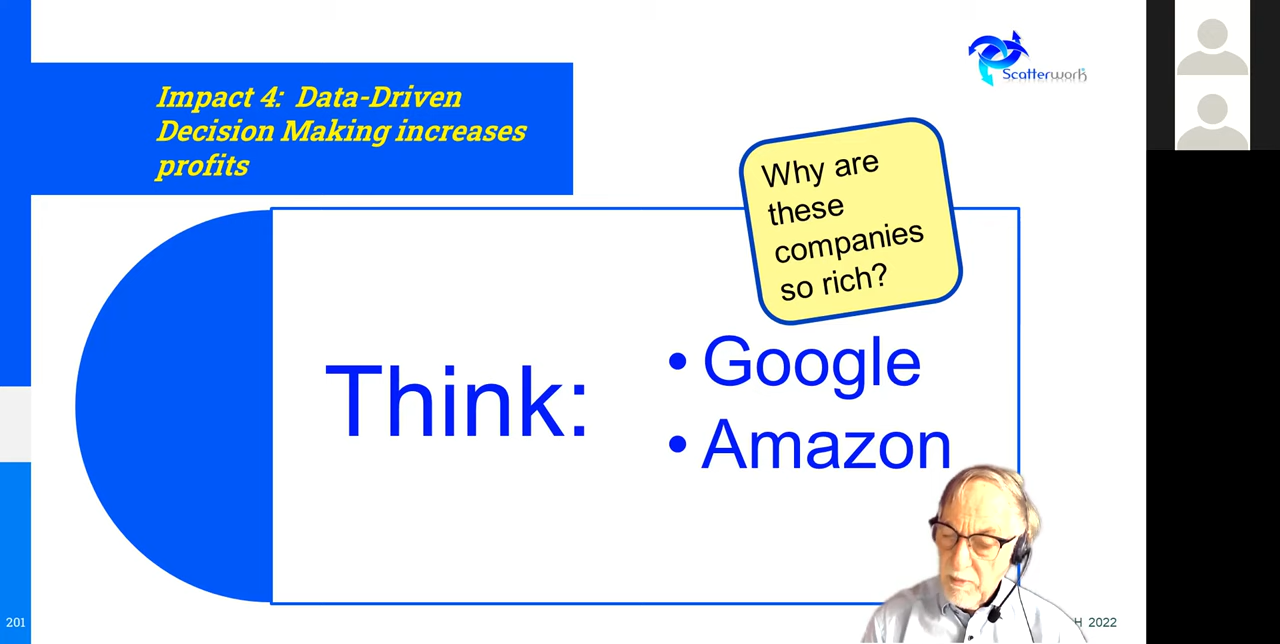 Scatterwork
Impact 4: Data-Driven
Decision Making increases
profits
Why are
these
companies
so rich?
Think:
• Google
• Amazon
201
H 2022